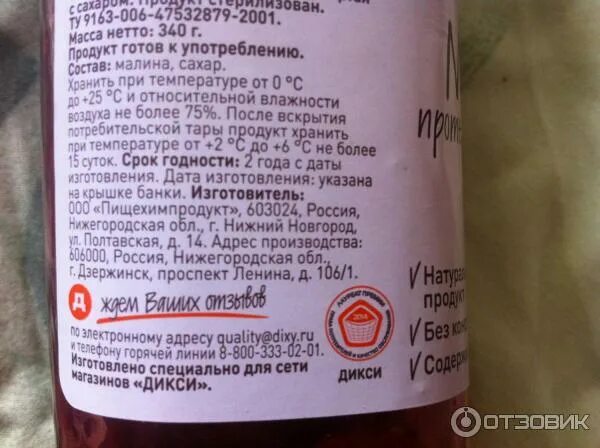 с сахаром. Продукт стерилизован.
ТУ 9163-006-47532879-2001.
Масса нетто: 340 г.
Продукт готов к употреблению.
Состав: малина, сахар.
Хранить при температуре от 0 °С
до +25 °С и относительной влажности
воздуха не более 75%. После вскрытия
потребительской тары продукт хранить
при температуре от +2 °С до +6 °С не более
15 суток. Срок годности: 2 года с даты
изготовления. Дата изготовления: указана
на крышке банки. Изготовитель:
ООО «Пищехимпродукт», 603024, Россия,
Нижегородская обл., г. Нижний Новгород,
ул. Полтавская, д. 14. Адрес производства:
606000, Россия, Нижегородская обл.,
г. Дзержинск, проспект Ленина, д. 106/1.
Д ждем Ваших отзывов
по электронному адресу quality@dixy.ru
и телефону горячей линии 8-800-333-02-01.
Изготовлено специально для сети
магазинов «ДИКСИ».
ЛАУРЕАТ ПРЕМИИ
2014
ДИКСИ
продукт
Без
ОТЗОВИК